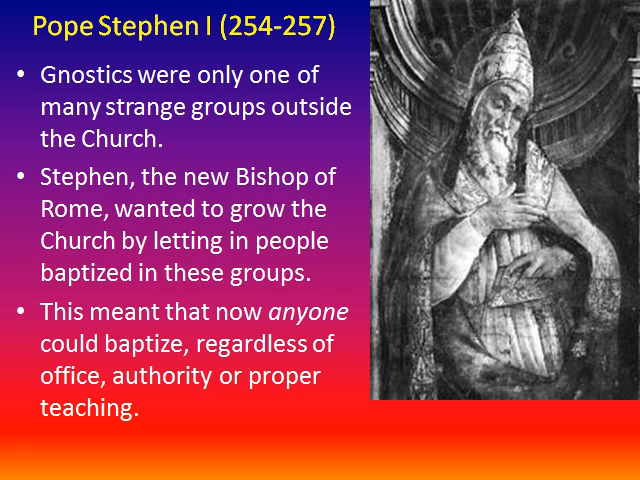 Pope Stephen I (254-257)
• Gnostics were only one of
many strange groups outside
the Church.
• Stephen, the new Bishop of
Rome, wanted to grow the
Church by letting in people
baptized in these groups.
• This meant that now anyone
could baptize, regardless of
office, authority or proper
teaching.